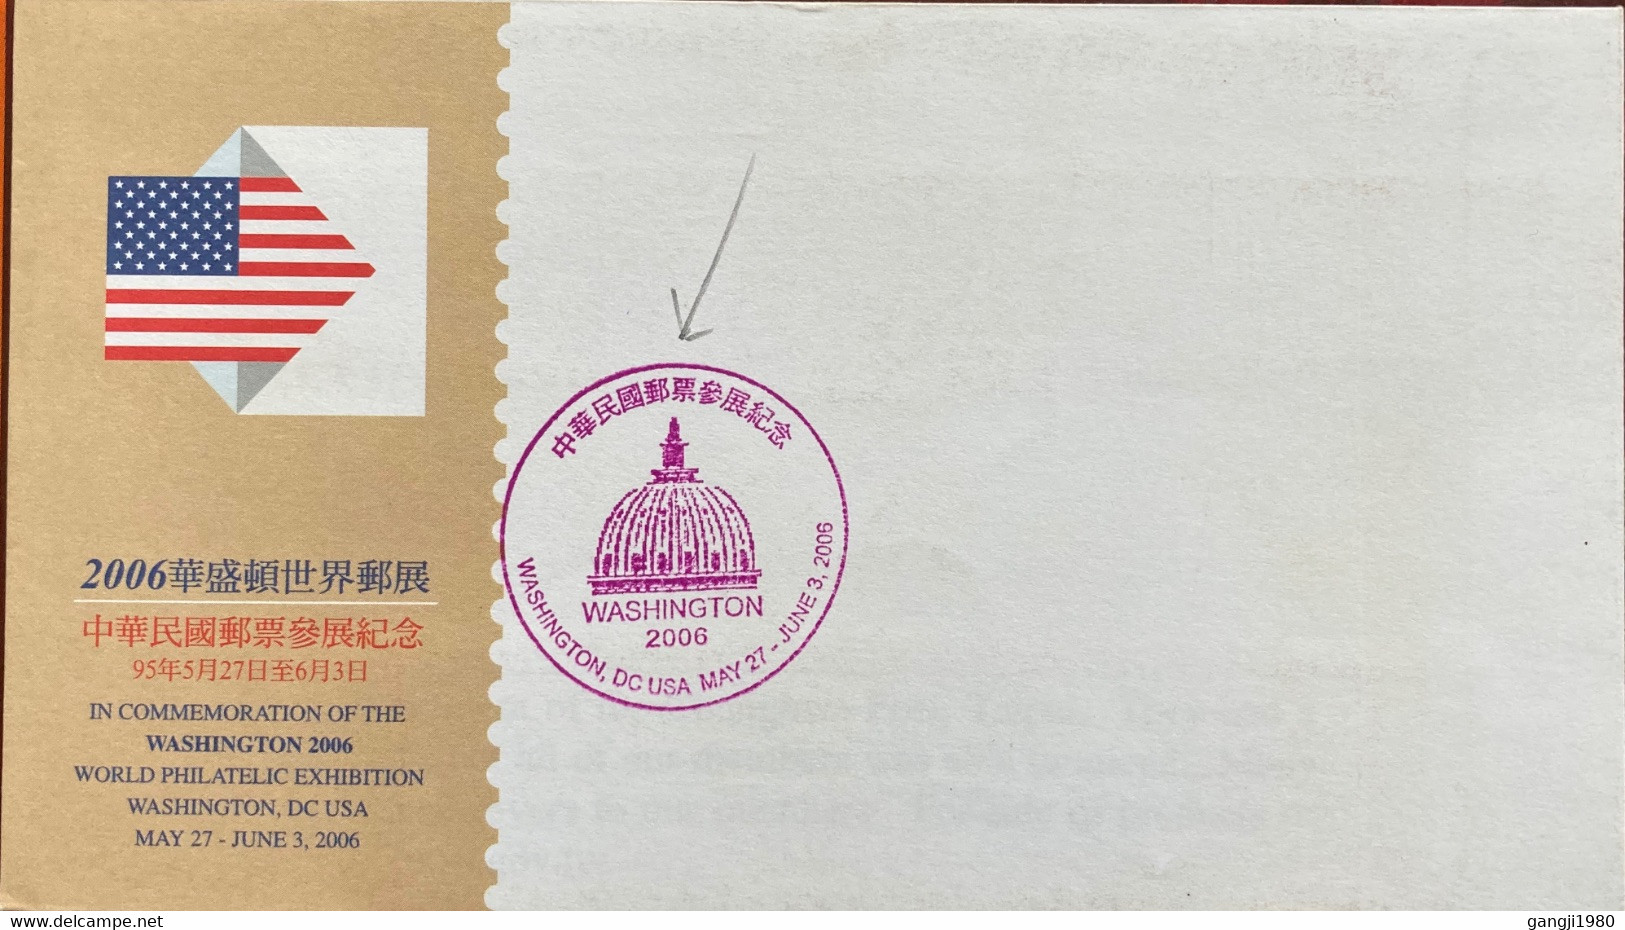 2006華盛頓世界郵展
中華民國郵票參展紀念
95年5月27日至6月3日
IN COMMEMORATION OF THE
WASHINGTON 2006
WORLD PHILATELIC EXHIBITION
WASHINGTON, DC USA
MAY 27 - JUNE 3, 2006
中華民國郵票參展紀念
WASHINGTON
2006
WASHINGTON, DC USA MAY 27 - JUNE 3, 2006
www.delcampe.net
gangji1980